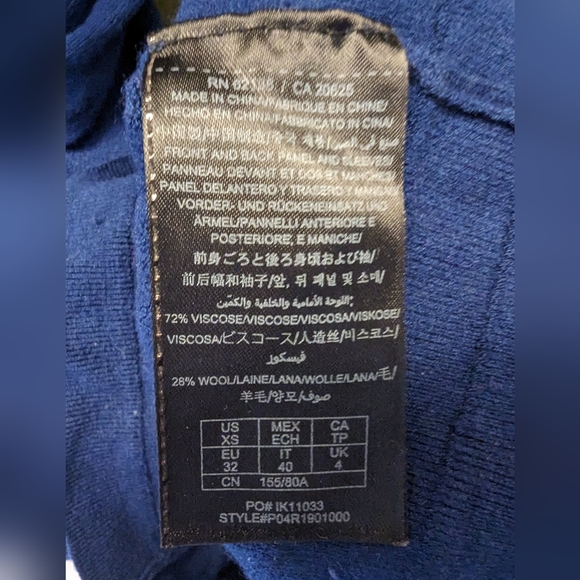 CA 20625
MADE IN CHINA/FABRIQUE EN CHINE/
HECHO EN CHINA/FABBRICATO IN CINA/
FRONT AND BACK PANEL AND SLEEVES/
PANNEAU DEVANT ET DOS ET MANCHES/
PANEL DELANTERO Y TRASERO Y MANGAS/
VORDER- UND RÜCKENEINSATZ UND
ÄRMEL/PANNELLI ANTERIORE E
POSTERIORE, E MANICHE/
前身ごろと後ろ身頃および袖/
前后幅和袖子/앞, 뒤 패널 및 소매/
اللوحة الأمامية والخلفية والكمّين
72% VISCOSE/VISCOSE/VISCOSA/VISKOSE/
VISCOSA/ビスコース/人造丝/비스코스/
فيسكوز
28% WOOL/LAINE/LANA/WOLLE/LANA/毛/
羊毛/양모/صوف/
US MEX CA
XS ECH TP
EU IT UK
32 40 4
CN 155/80A
PO# IK11033
STYLE#P04R1901000